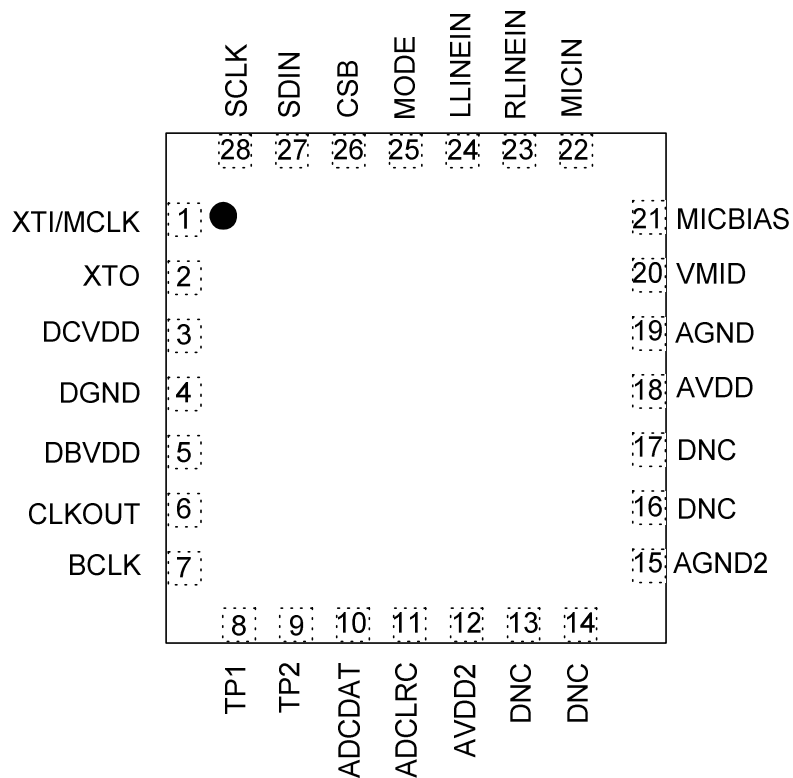 SCLK SDIN CSB MODE LLINEIN RLINEIN MICIN
28 27 26 25 24 23 22
XTI/MCLK 1 21 MICBIAS
XTO 2 20 VMID
DCVDD 3 19 AGND
DGND 4 18 AVDD
DBVDD 5 17 DNC
CLKOUT 6 16 DNC
BCLK 7 15 AGND2
8 9 10 11 12 13 14
TP1 TP2 ADCDAT ADCLRC AVDD2 DNC DNC